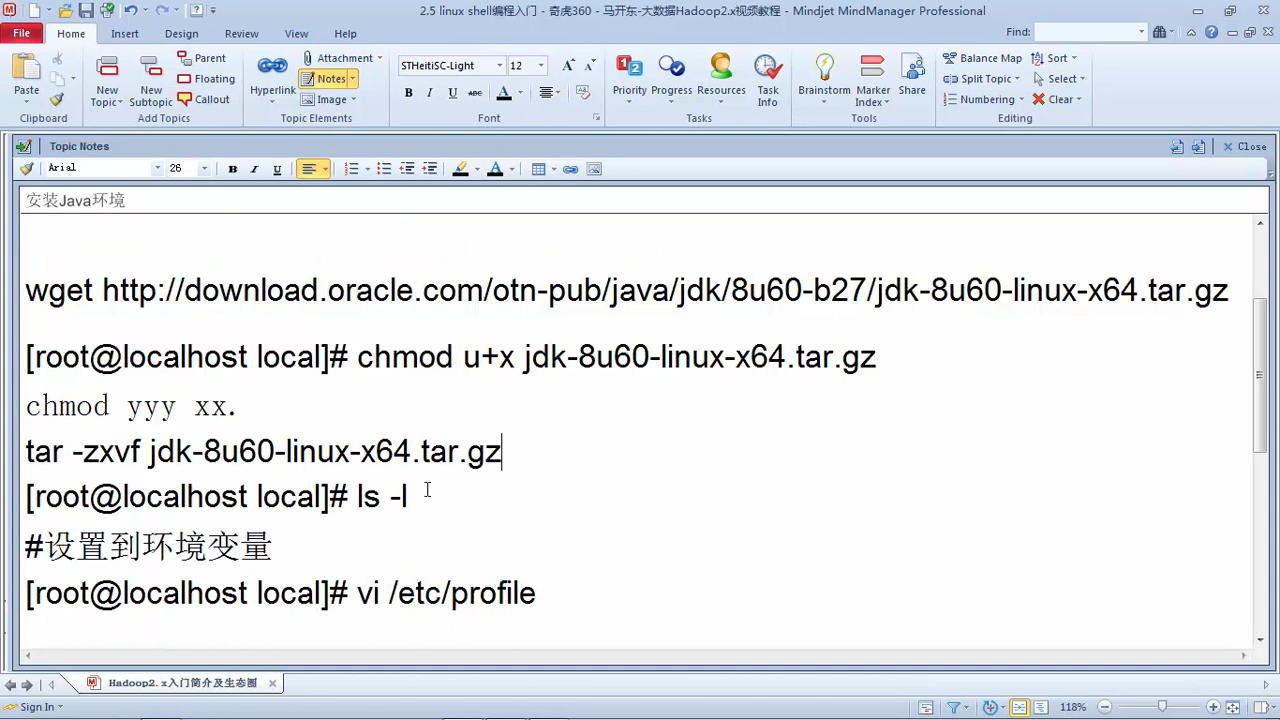 2.5 linux shell编程入门 - 奇虎360 - 马开东-大数据Hadoop2.x视频教程 - Mindjet MindManager Professional
File Home Insert Design Review View Help Find:
Paste Clipboard
New Topic New Subtopic Parent Floating Callout Add Topics
Hyperlink Attachment Notes Image Topic Elements
STHeitiSC-Light 12 B I U abc A Font
Priority Progress Resources Task Info Tasks
Brainstorm Marker Index Share Tools
Balance Map Sort Split Topic Select Numbering Clear Editing
Topic Notes Close
Arial 26 B I U A
安装Java环境
wget http://download.oracle.com/otn-pub/java/jdk/8u60-b27/jdk-8u60-linux-x64.tar.gz
[root@localhost local]# chmod u+x jdk-8u60-linux-x64.tar.gz
chmod yyy xx.
tar -zxvf jdk-8u60-linux-x64.tar.gz
[root@localhost local]# ls -l
#设置到环境变量
[root@localhost local]# vi /etc/profile
Hadoop2.x入门简介及生态圈
Sign In 118%